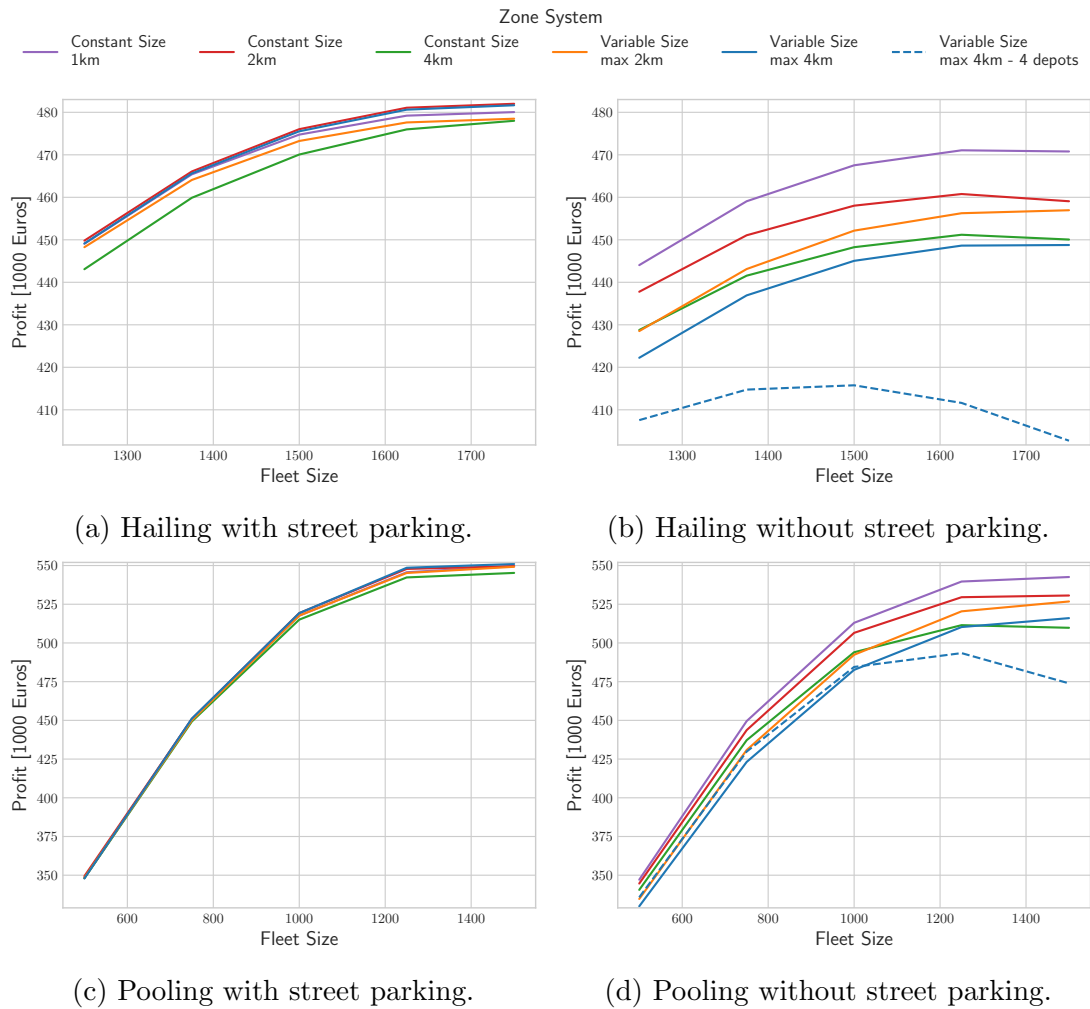 Zone System
Constant Size
1km
Constant Size
2km
Constant Size
4km
Variable Size
max 2km
Variable Size
max 4km
Variable Size
max 4km - 4 depots
Profit [1000 Euros]
480
470
460
450
440
430
420
410
1300
1400
1500
1600
1700
Fleet Size
(a) Hailing with street parking.
Profit [1000 Euros]
480
470
460
450
440
430
420
410
1300
1400
1500
1600
1700
Fleet Size
(b) Hailing without street parking.
Profit [1000 Euros]
550
525
500
475
450
425
400
375
350
600
800
1000
1200
1400
Fleet Size
(c) Pooling with street parking.
Profit [1000 Euros]
550
525
500
475
450
425
400
375
350
600
800
1000
1200
1400
Fleet Size
(d) Pooling without street parking.